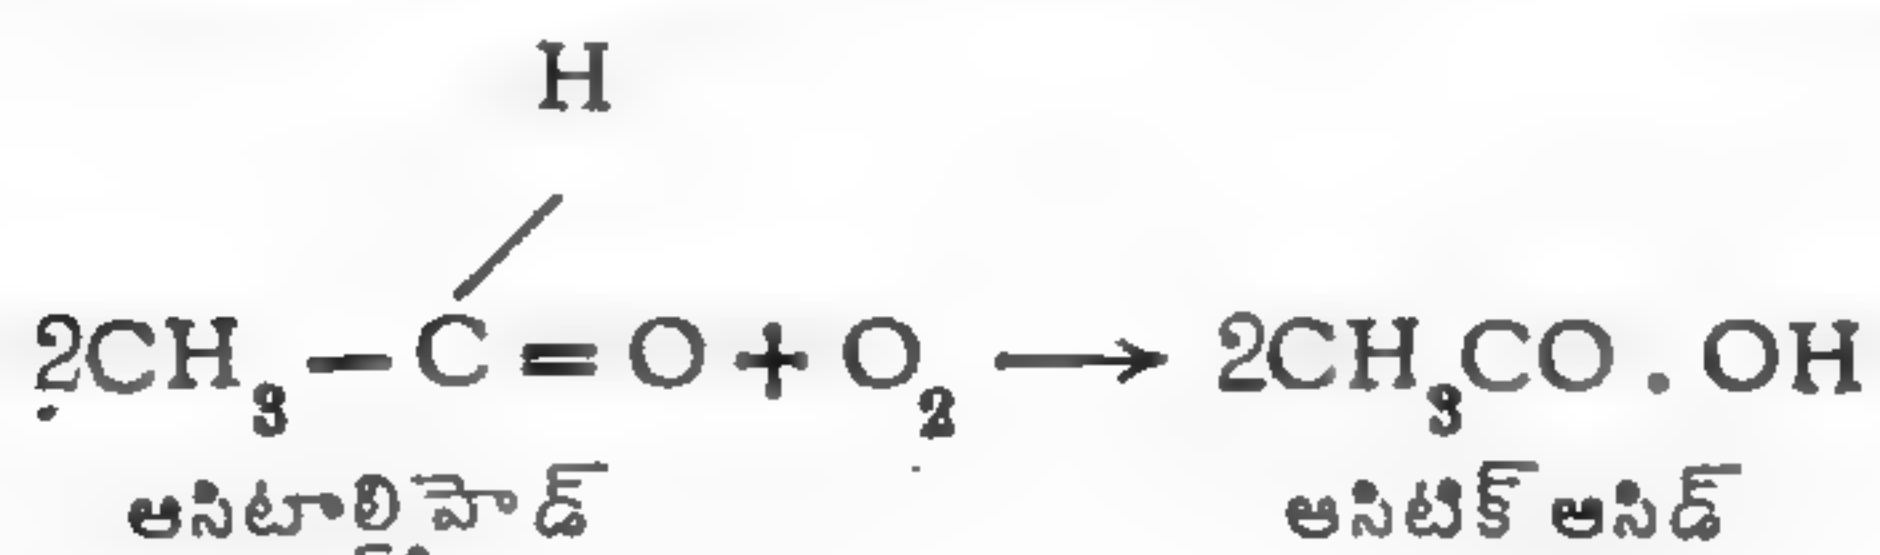 H
2CH₃ — C = O + O₂ ⟶ 2CH₃CO . OH
ఆసిటాల్డిహైడ్ ఆసిటిక్ ఆసిడ్